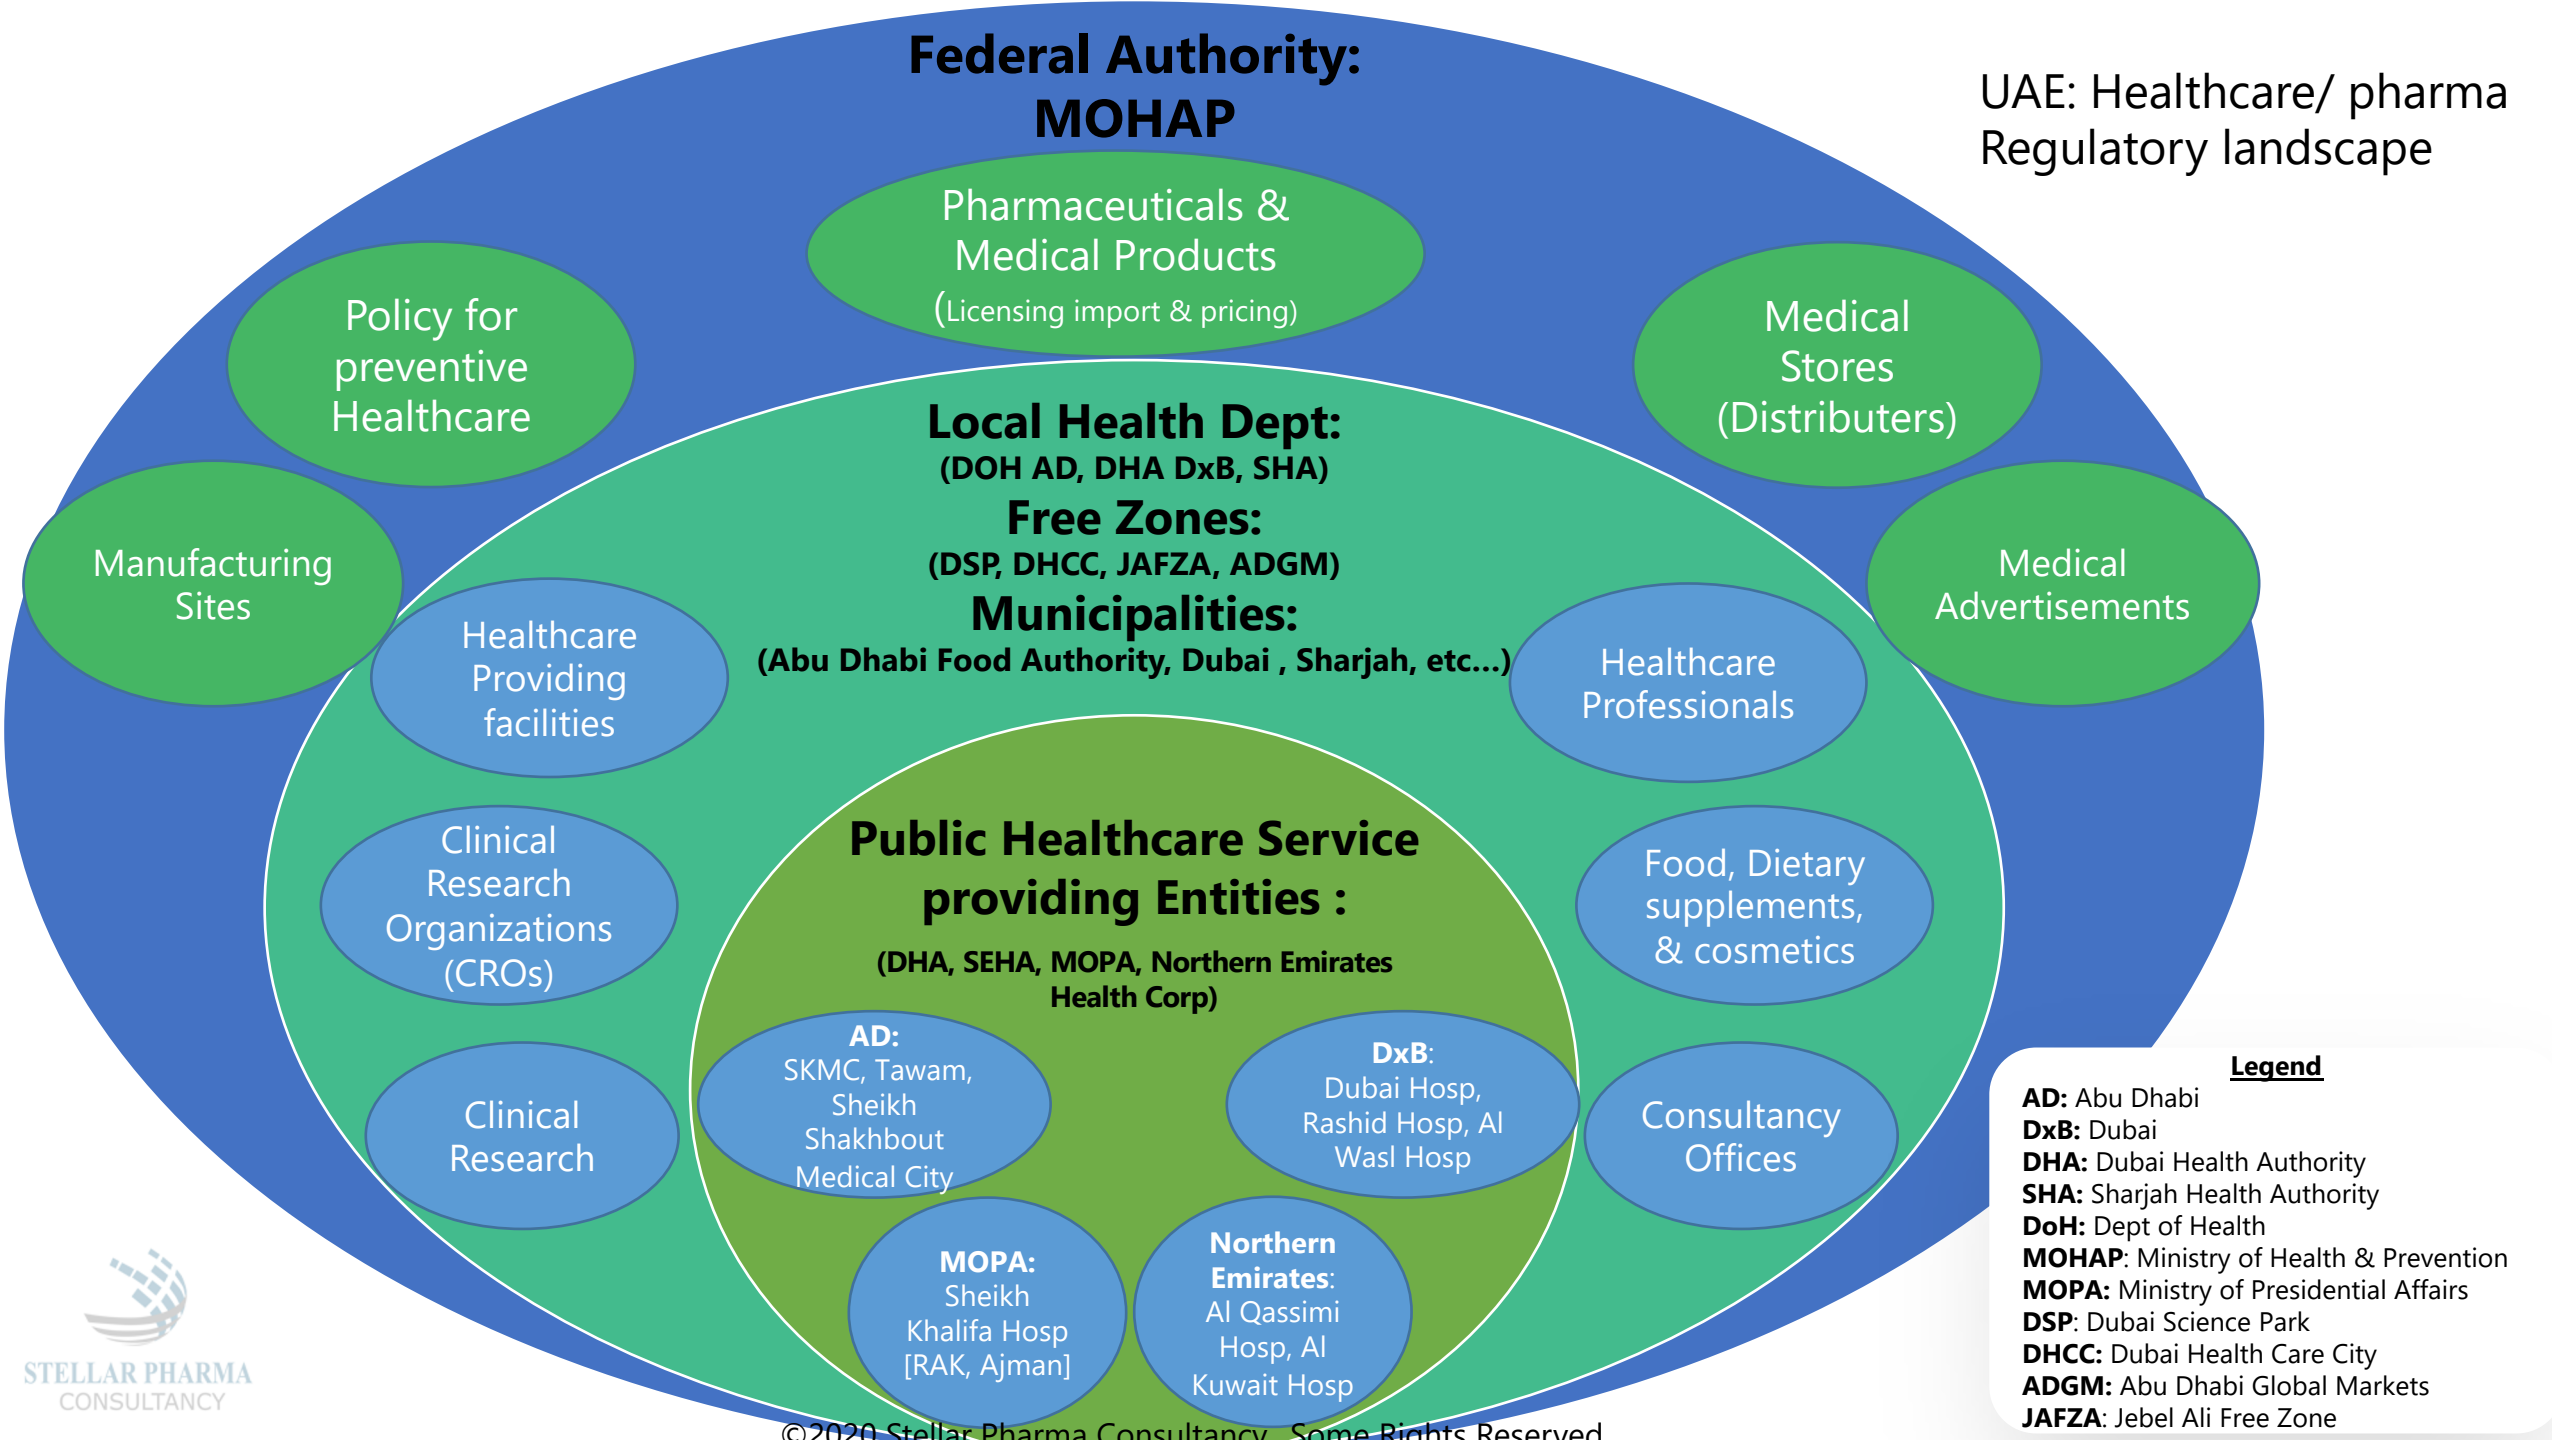 Federal Authority:
MOHAP
UAE: Healthcare/ pharma
Regulatory landscape
Pharmaceuticals &
Medical Products
(Licensing import & pricing)
Policy for
preventive
Healthcare
Medical
Stores
(Distributers)
Manufacturing
Sites
Medical
Advertisements
Local Health Dept:
(DOH AD, DHA DxB, SHA)
Free Zones:
(DSP, DHCC, JAFZA, ADGM)
Municipalities:
(Abu Dhabi Food Authority, Dubai , Sharjah, etc...)
Healthcare
Providing
facilities
Healthcare
Professionals
Clinical
Research
Organizations
(CROs)
Food, Dietary
supplements,
& cosmetics
Clinical
Research
Consultancy
Offices
Public Healthcare Service
providing Entities :
(DHA, SEHA, MOPA, Northern Emirates
Health Corp)
AD:
SKMC, Tawam,
Sheikh
Shakhbout
Medical City
DxB:
Dubai Hosp,
Rashid Hosp, Al
Wasl Hosp
MOPA:
Sheikh
Khalifa Hosp
[RAK, Ajman]
Northern
Emirates:
Al Qassimi
Hosp, Al
Kuwait Hosp
Legend
AD: Abu Dhabi
DxB: Dubai
DHA: Dubai Health Authority
SHA: Sharjah Health Authority
DoH: Dept of Health
MOHAP: Ministry of Health & Prevention
MOPA: Ministry of Presidential Affairs
DSP: Dubai Science Park
DHCC: Dubai Health Care City
ADGM: Abu Dhabi Global Markets
JAFZA: Jebel Ali Free Zone
STELLAR PHARMA
CONSULTANCY
©2020 Stellar Pharma Consultancy. Some Rights Reserved